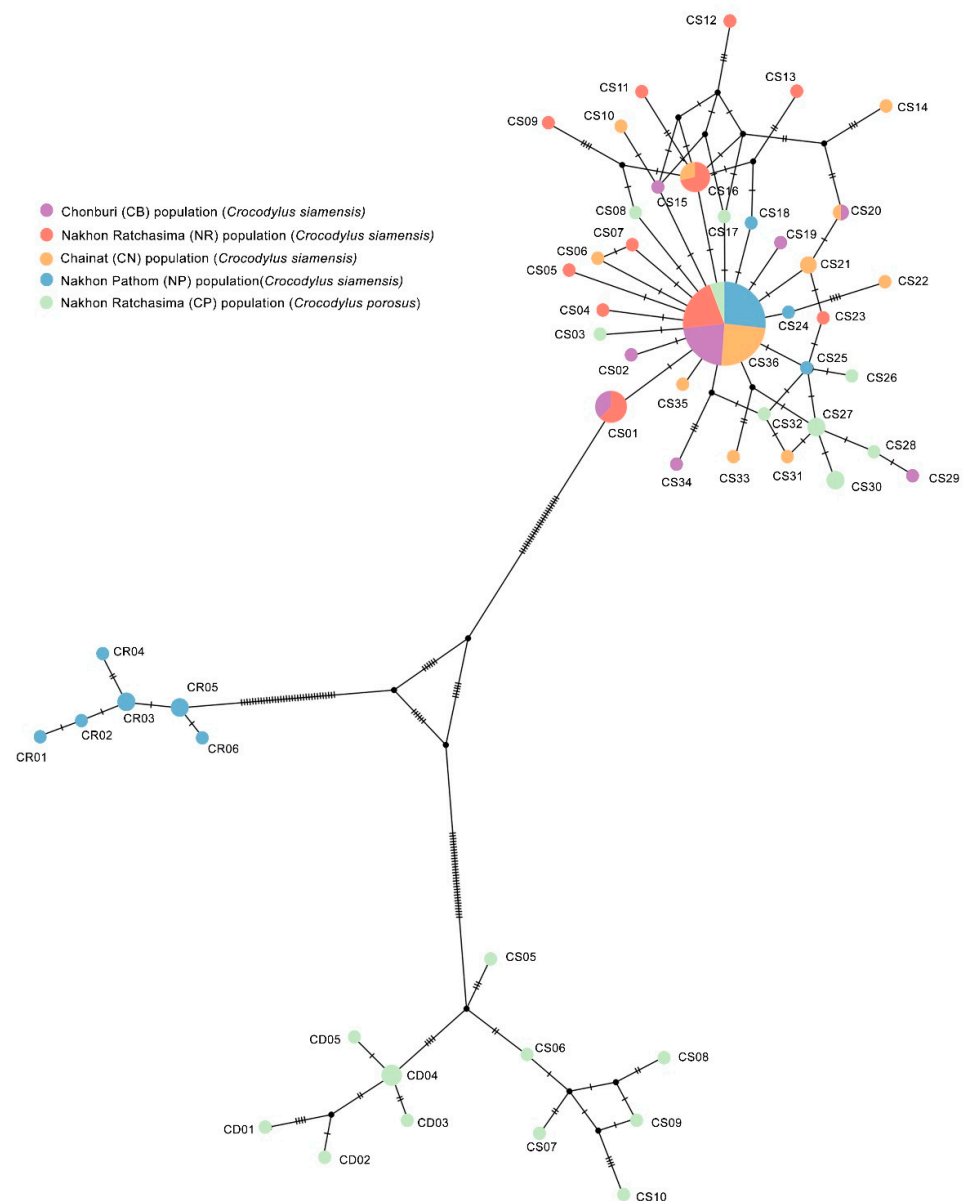 CS12
CS11
CS13
CS10
CS14
CS09
CS16
CS15
CS08
CS17
CS18
CS20
CS19
CS07
CS06
CS21
CS05
CS22
CS04
CS24
CS23
CS03
CS36
CS02
CS25
CS26
CS35
CS27
CS32
CS01
CS28
CS34
CS33
CS31
CS30
CS29
Chonburi (CB) population (Crocodylus siamensis)
Nakhon Ratchasima (NR) population (Crocodylus siamensis)
Chainat (CN) population (Crocodylus siamensis)
Nakhon Pathom (NP) population(Crocodylus siamensis)
Nakhon Ratchasima (CP) population (Crocodylus porosus)
CR04
CR05
CR03
CR02
CR01
CR06
CS05
CD05
CS06
CS08
CD04
CD03
CS09
CD01
CS07
CD02
CS10